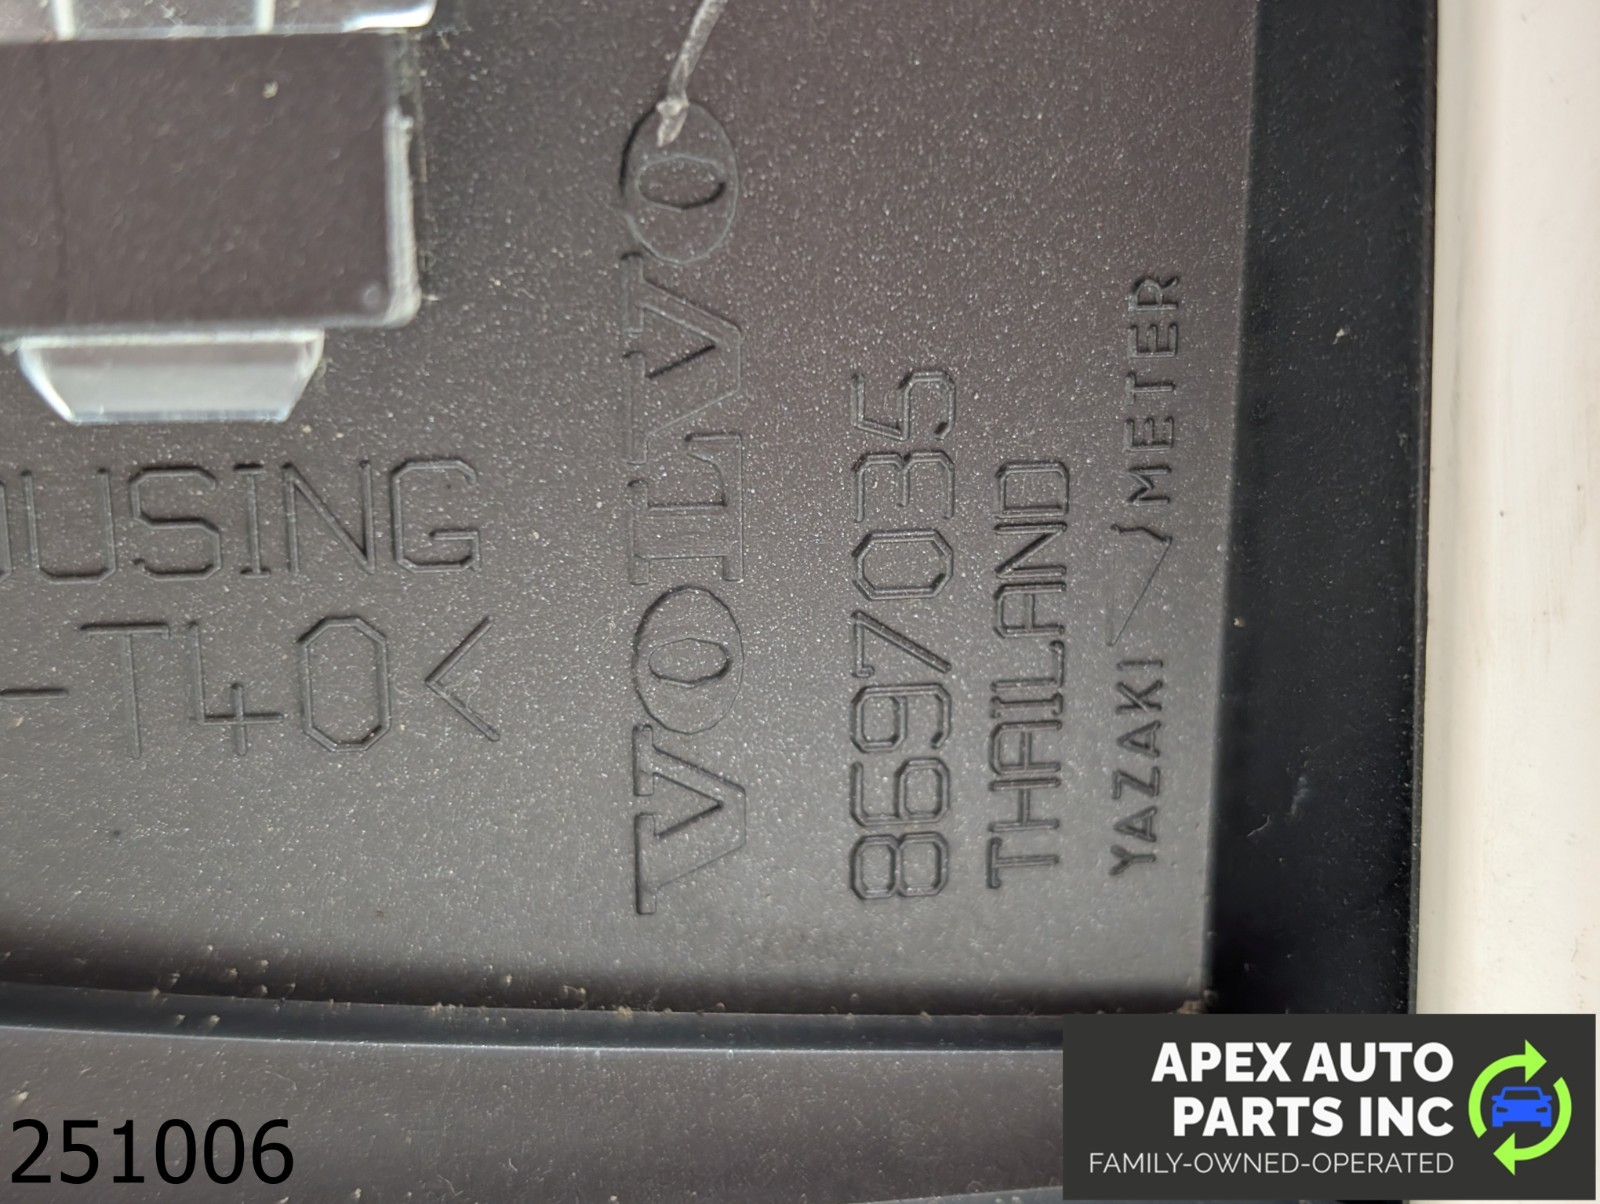 OUSING
-T40<
VOLVO
8697035
THAILAND
YAZAKI METER
251006
APEX AUTO
PARTS INC
FAMILY-OWNED-OPERATED